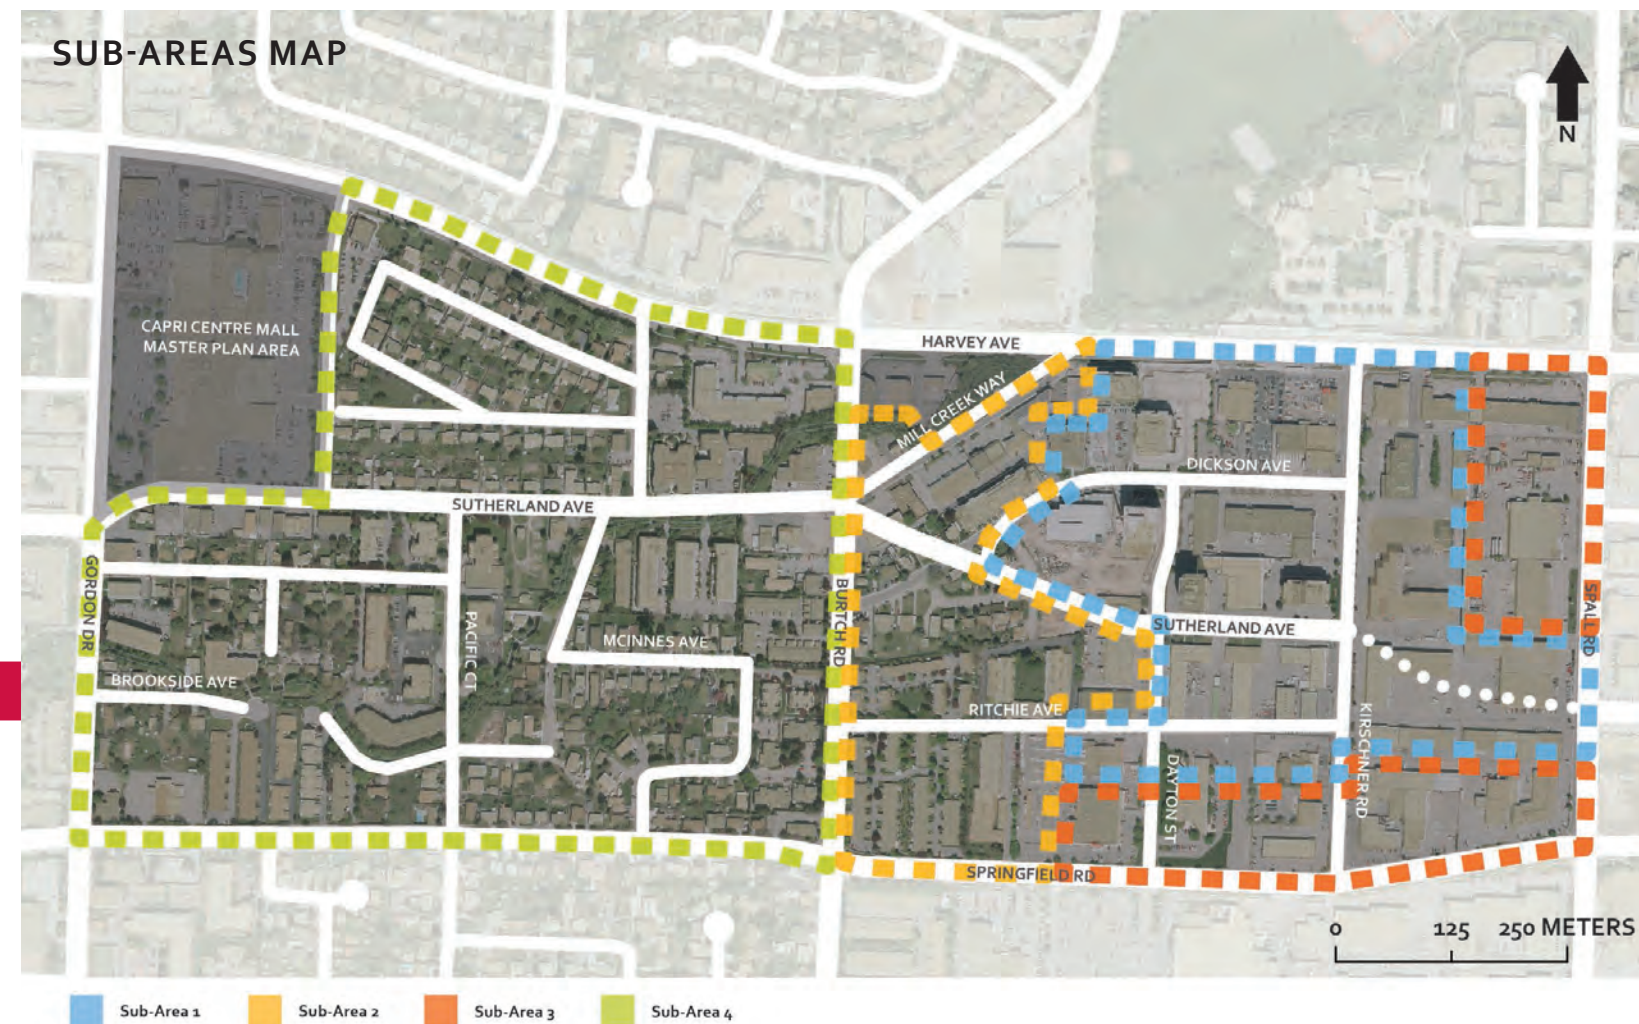 SUB-AREAS MAP
N
CAPRI CENTRE MALL
MASTER PLAN AREA
HARVEY AVE
MILL CREEK WAY
DICKSON AVE
SUTHERLAND AVE
GORDON DR
BURTCH RD
SPALL RD
PACIFIC CT
MCINNES AVE
SUTHERLAND AVE
BROOKSIDE AVE
RITCHIE AVE
KIRSCHNER RD
DAYTON ST
SPRINGFIELD RD
0 125 250 METERS
Sub-Area 1 Sub-Area 2 Sub-Area 3 Sub-Area 4